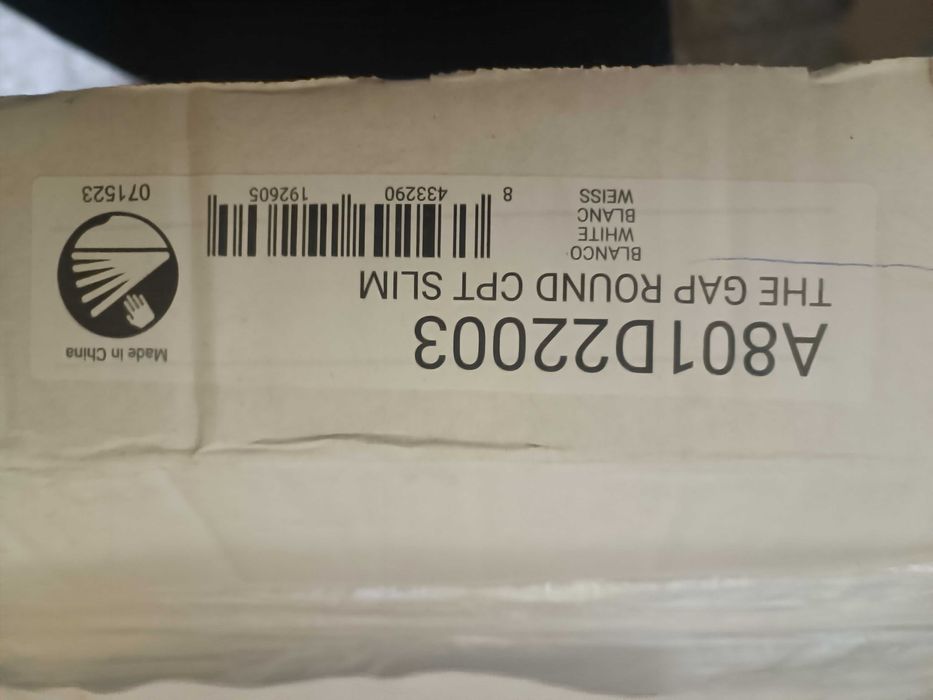 Made in China
A801D22003
THE GAP ROUND CPT SLIM
BLANCO
WHITE
BLANC
WEISS
8 433290 192605
071523